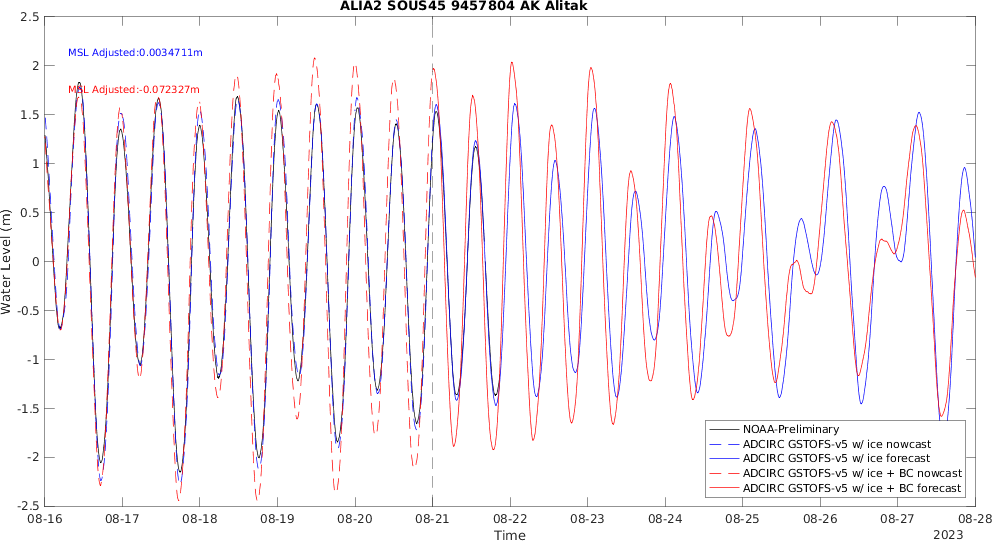 ALIA2 SOUS45 9457804 AK Alitak
2.5
2
1.5
1
0.5
0
-0.5
-1
-1.5
-2
-2.5
Water Level (m)
MSL Adjusted:0.0034711m
MSL Adjusted:-0.072327m
NOAA-Preliminary
ADCIRC GSTOFS-v5 w/ ice nowcast
ADCIRC GSTOFS-v5 w/ ice forecast
ADCIRC GSTOFS-v5 w/ ice + BC nowcast
ADCIRC GSTOFS-v5 w/ ice + BC forecast
08-16 08-17 08-18 08-19 08-20 08-21 08-22 08-23 08-24 08-25 08-26 08-27 08-28
Time
2023